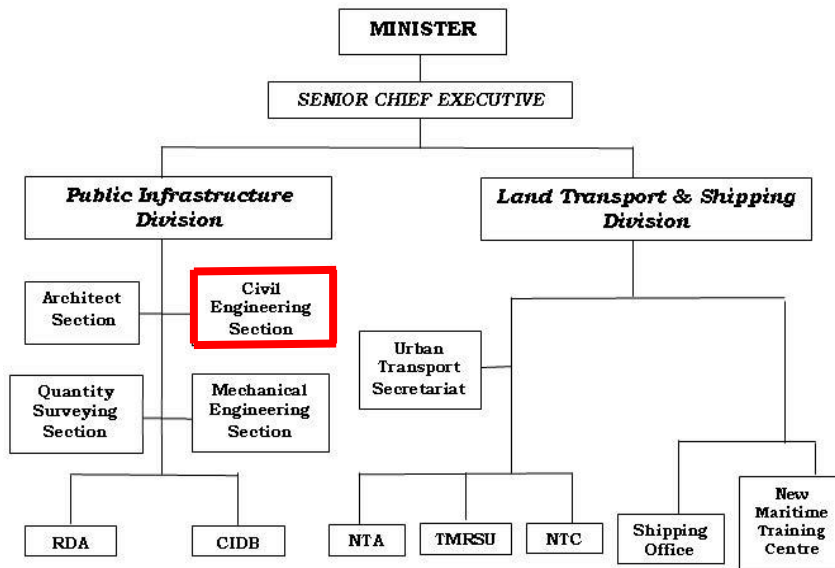 MINISTER
SENIOR CHIEF EXECUTIVE
Public Infrastructure
Division
Land Transport & Shipping
Division
Architect
Section
Civil
Engineering
Section
Urban
Transport
Secretariat
Quantity
Surveying
Section
Mechanical
Engineering
Section
RDA
CIDB
NTA
TMRSU
NTC
Shipping
Office
New
Maritime
Training
Centre